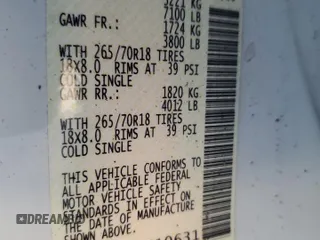 3221 KG
7100 LB
GAWR FR.: 1724 KG
3800 LB
WITH 265/70R18 TIRES
18X8.0 RIMS AT 39 PSI
COLD SINGLE
GAWR RR.: 1820 KG
4012 LB
WITH 265/70R18 TIRES
18X8.0 RIMS AT 39 PSI
COLD SINGLE
THIS VEHICLE CONFORMS TO
ALL APPLICABLE FEDERAL
MOTOR VEHICLE SAFETY
STANDARDS IN EFFECT ON
THE DATE OF MANUFACTURE
SHOWN ABOVE.
DREAMBID